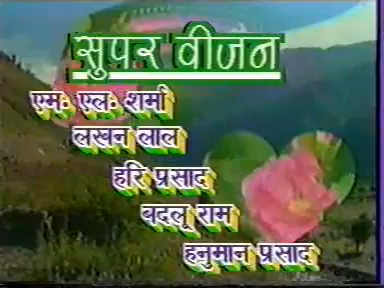 सुपर वीजन
एम: एल: शर्मा
लखन लाल
हरि प्रसाद
बदलू राम
हनुमान प्रसाद